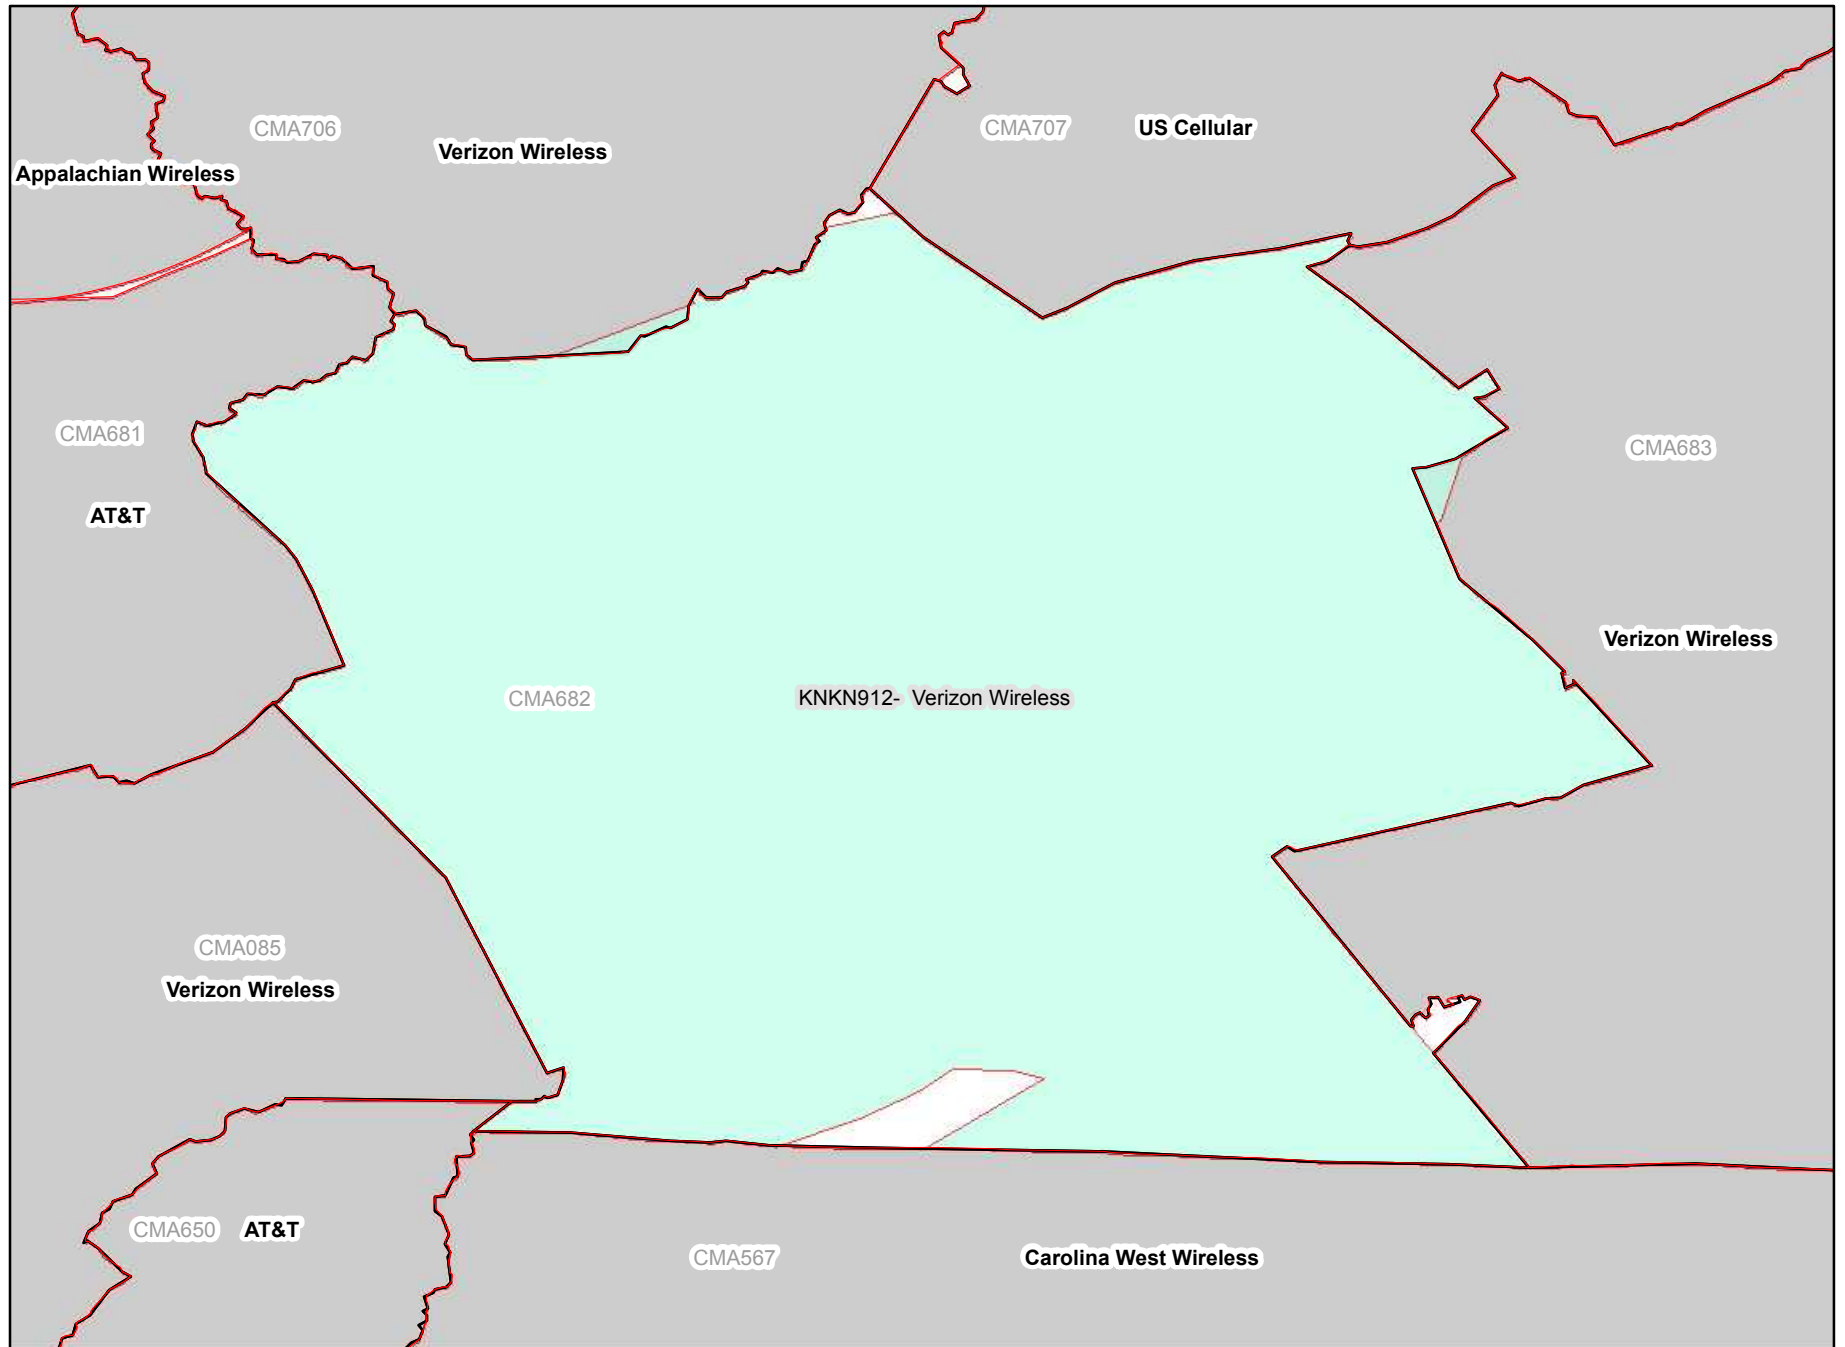 CMA706
CMA707
US Cellular
Verizon Wireless
Appalachian Wireless
CMA681
CMA683
AT&T
Verizon Wireless
CMA682
KNKN912- Verizon Wireless
CMA085
Verizon Wireless
CMA650
AT&T
CMA567
Carolina West Wireless